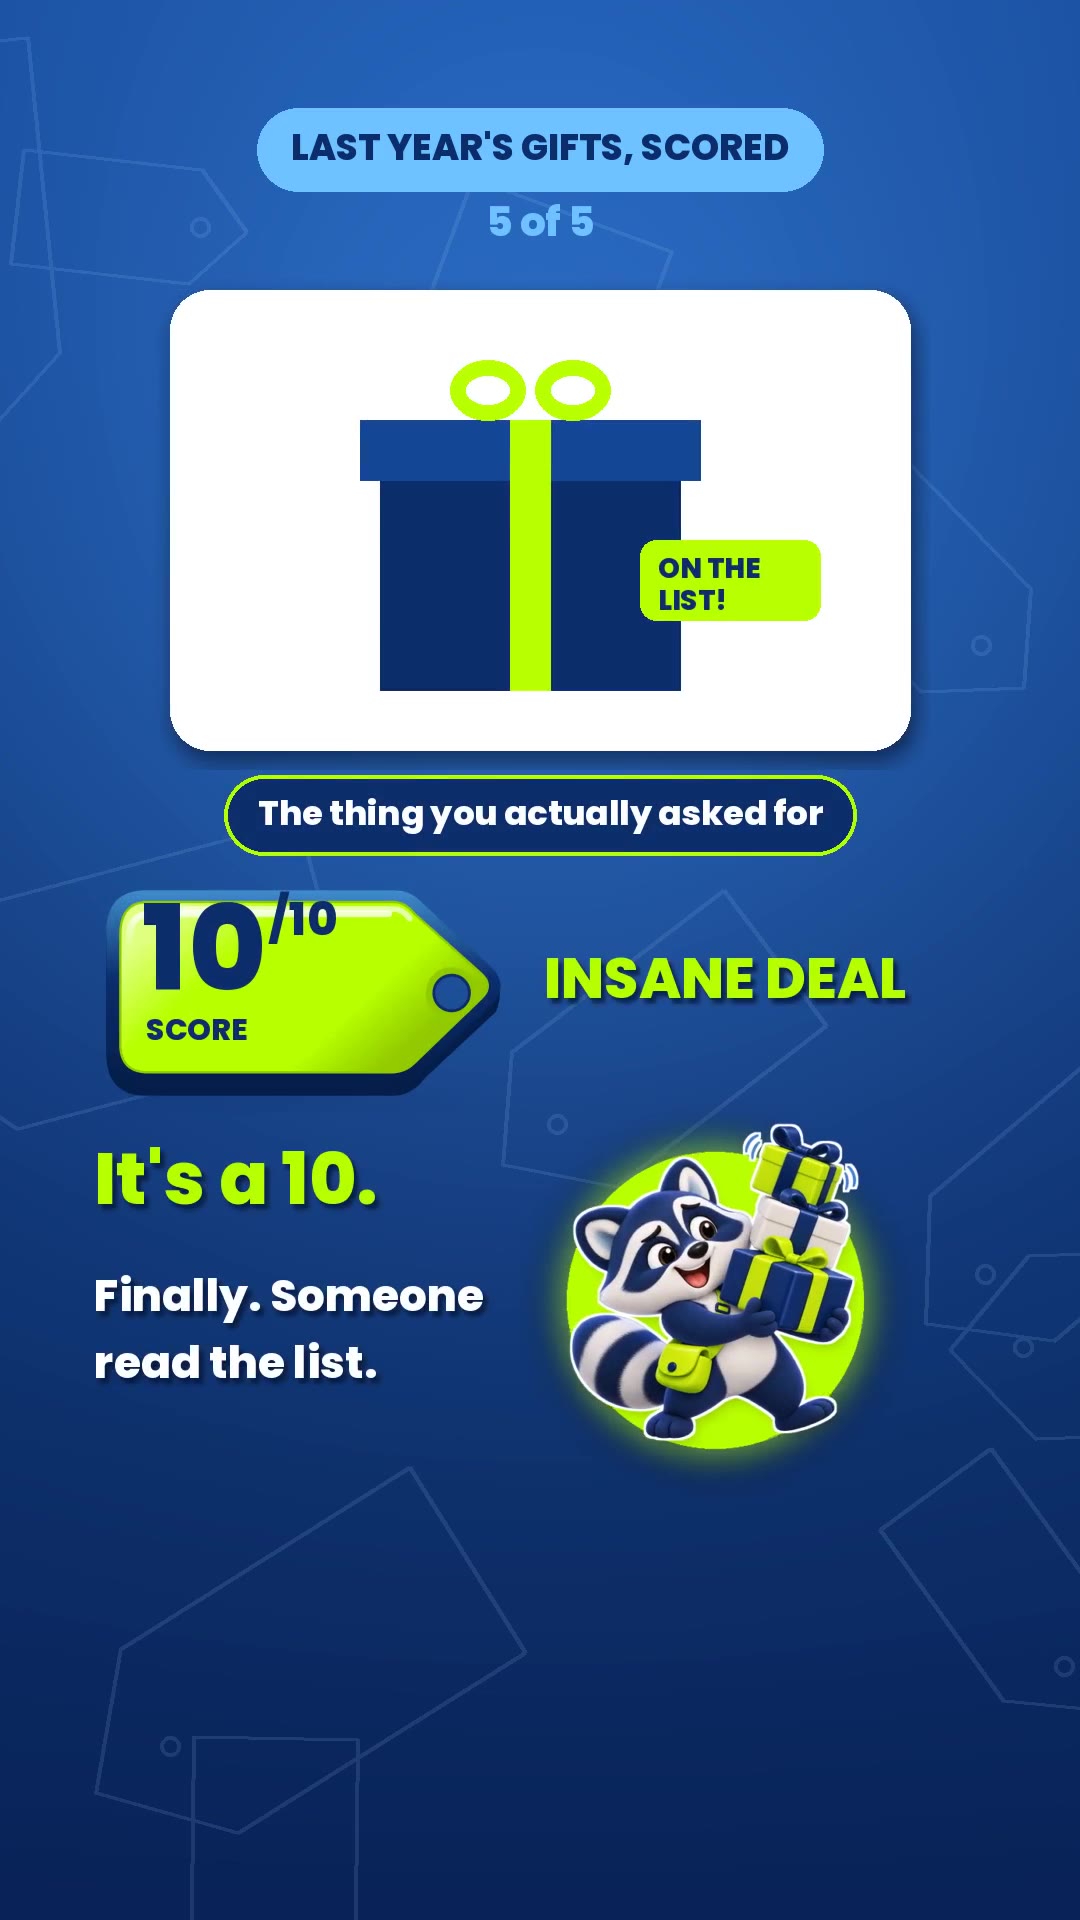 LAST YEAR'S GIFTS, SCORED
5 of 5
ON THE
LIST!
The thing you actually asked for
10/10
SCORE
INSANE DEAL
It's a 10.
Finally. Someone
read the list.